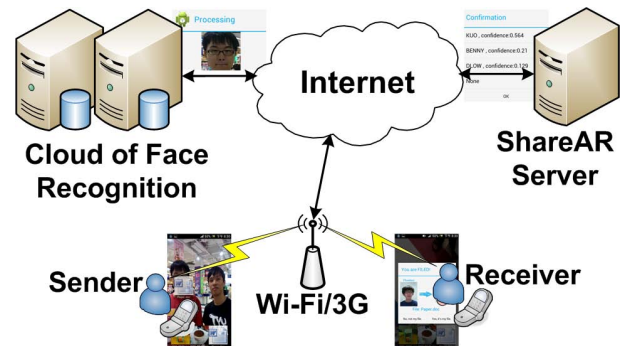 Processing
Confirmation
KUO , confidence:0.564
BENNY , confidence:0.21
DLOW , confidence:0.129
None
OK
Internet
Cloud of Face
Recognition
ShareAR
Server
Sender
Wi-Fi/3G
Receiver